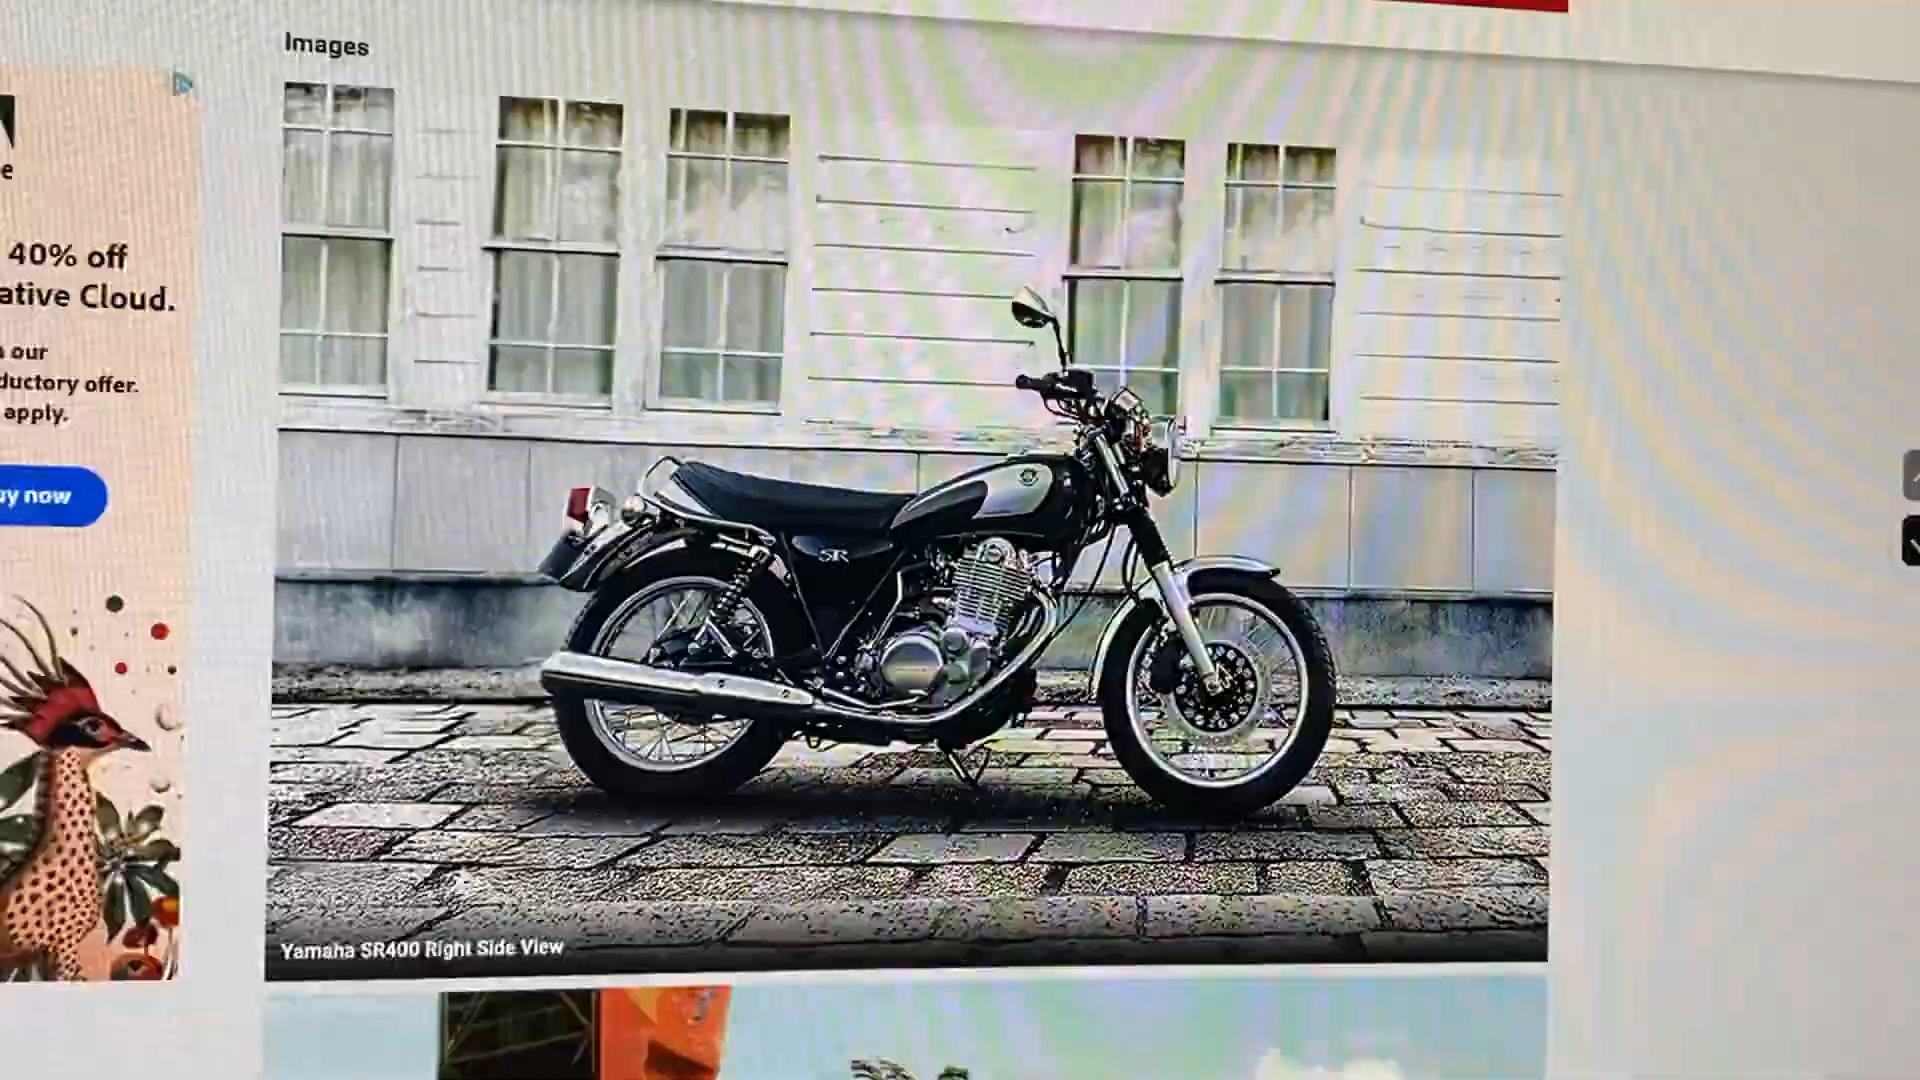 Images
e
40% off
ative Cloud.
our
ductory offer.
apply.
now
SR
Yamaha SR400 Right Side View